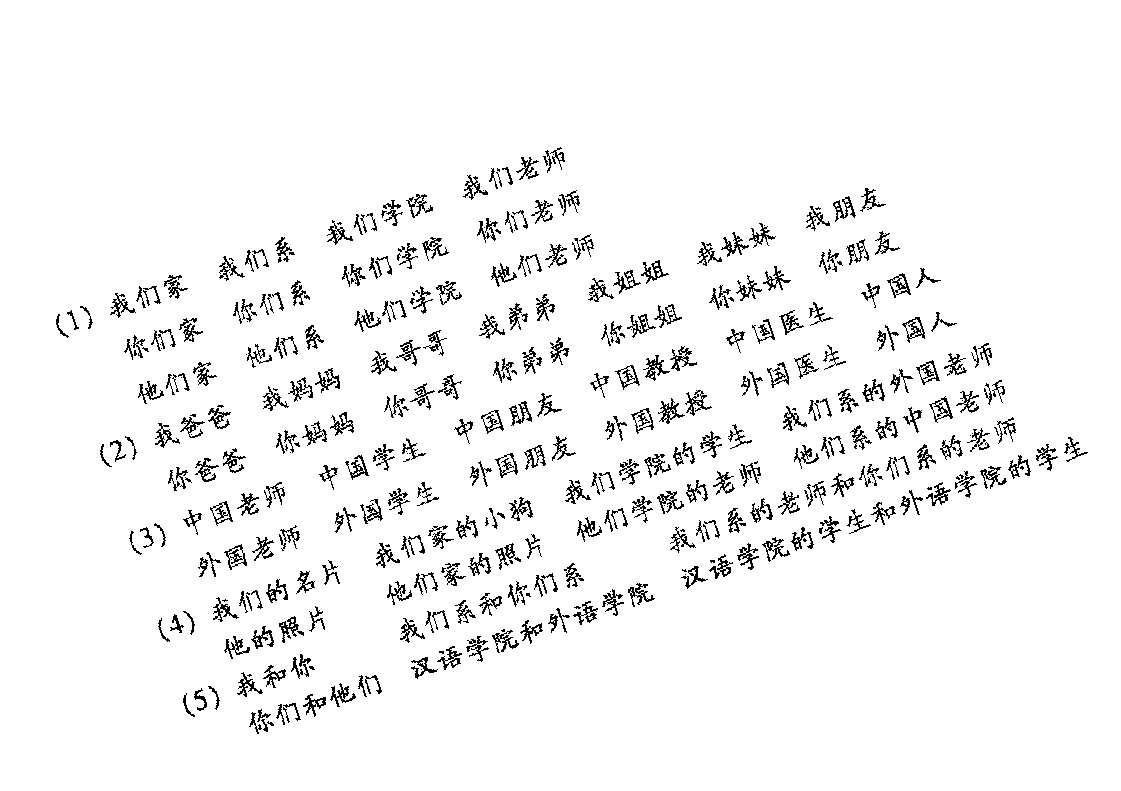 (1) 我们家 我们系 我们学院 我们老师
你们家 你们系 你们学院 你们老师
他们家 他们系 他们学院 他们老师
(2) 我爸爸 我妈妈 我哥哥 我弟弟 我姐姐 我妹妹 我朋友
你爸爸 你妈妈 你哥哥 你弟弟 你姐姐 你妹妹 你朋友
(3) 中国老师 中国学生 中国朋友 中国教授 中国医生 中国人
外国老师 外国学生 外国朋友 外国教授 外国医生 外国人
(4) 我们的名片 我们家的小狗 我们学院的学生 我们系的外国老师
他的照片 他们家的照片 他们学院的老师 他们系的中国老师
(5) 我和你 我们系和你们系 我们系的老师和你们系的老师
你们和他们 汉语学院和外语学院 汉语学院的学生和外语学院的学生